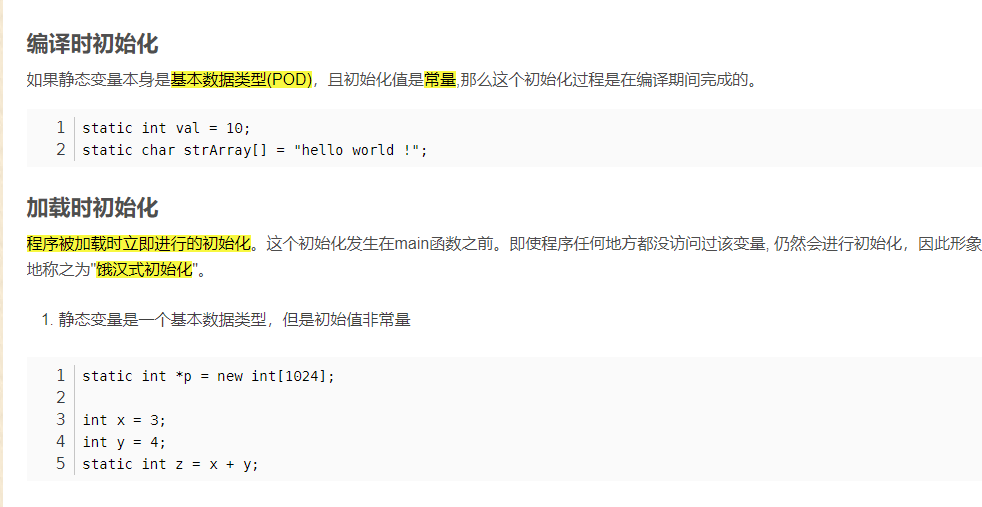 编译时初始化
如果静态变量本身是基本数据类型(POD)，且初始化值是常量,那么这个初始化过程是在编译期间完成的。
1 static int val = 10;
2 static char strArray[] = "hello world !";
加载时初始化
程序被加载时立即进行的初始化。这个初始化发生在main函数之前。即使程序任何地方都没访问过该变量, 仍然会进行初始化，因此形象
地称之为"饿汉式初始化"。
1. 静态变量是一个基本数据类型，但是初始值非常量
1 static int *p = new int[1024];
2
3 int x = 3;
4 int y = 4;
5 static int z = x + y;